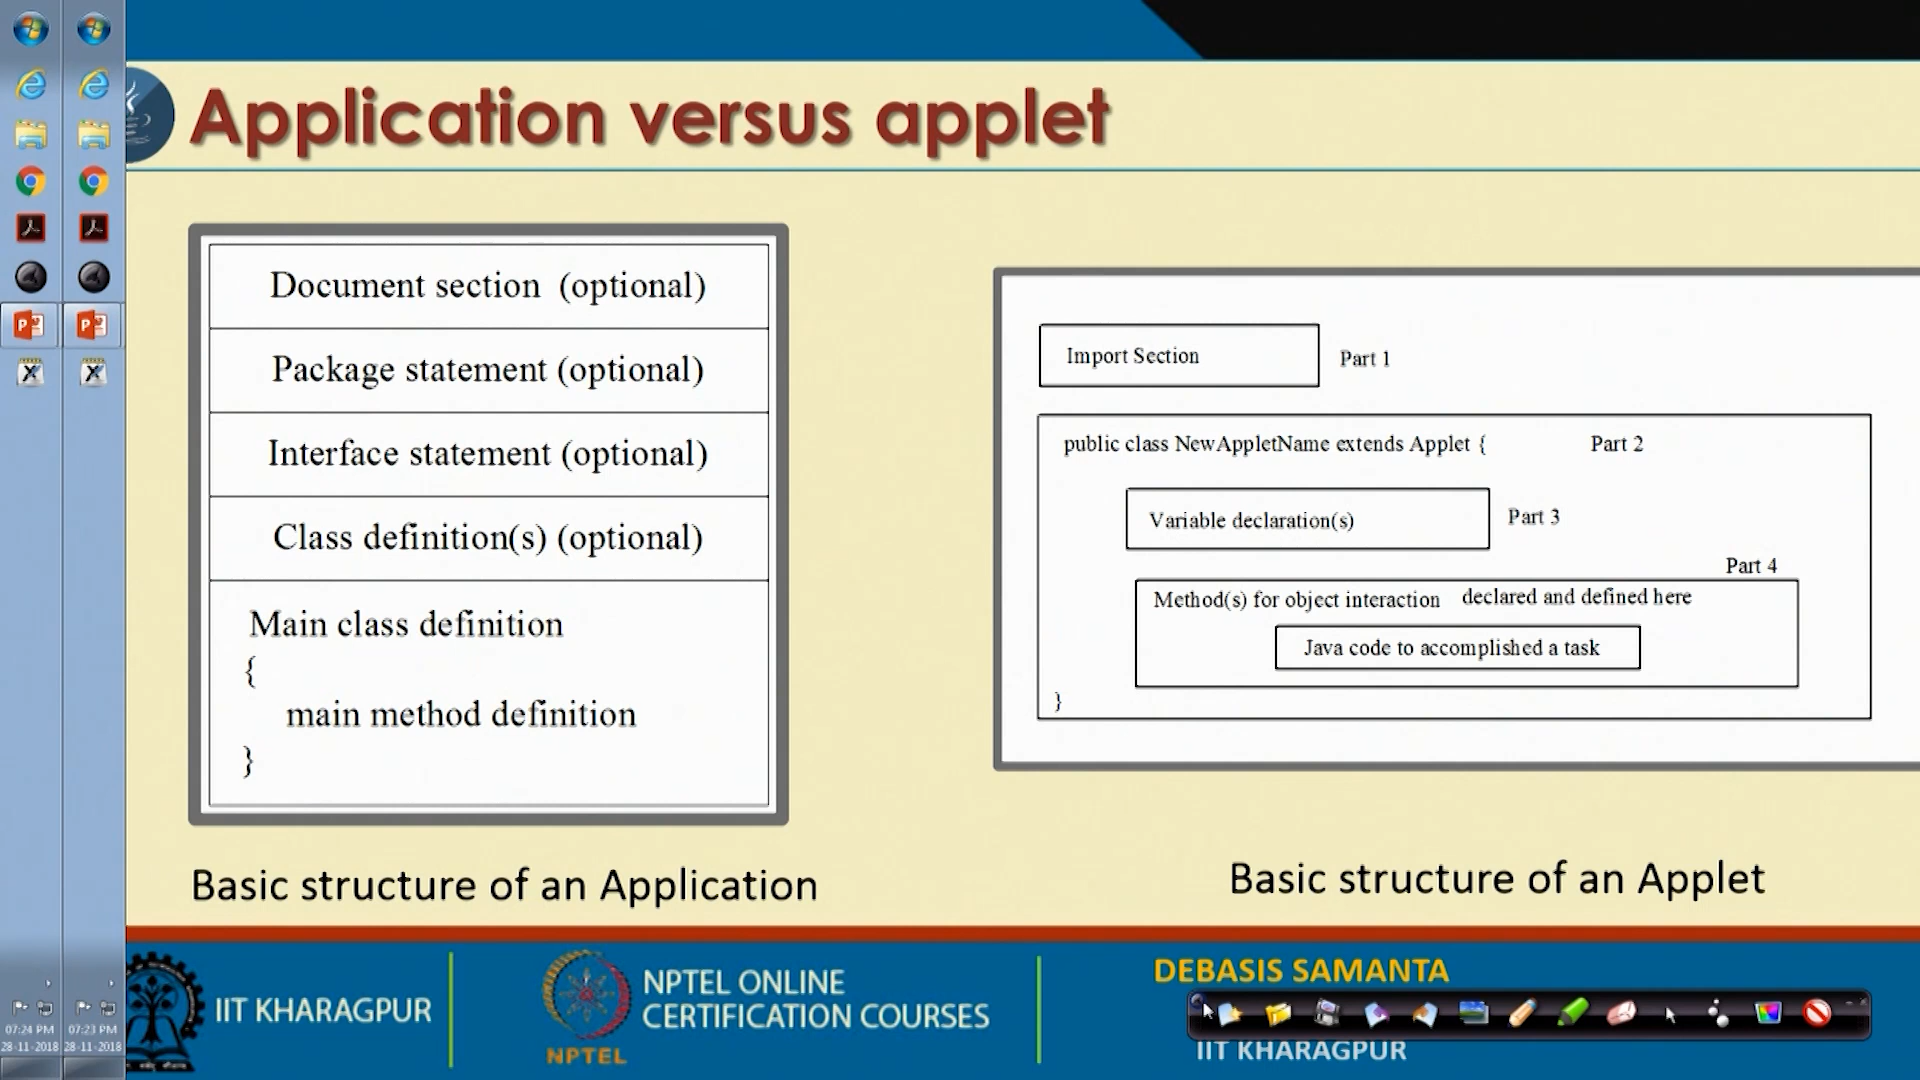 Application versus applet
Document section (optional)
Package statement (optional)
Interface statement (optional)
Class definition(s) (optional)
Main class definition
{
main method definition
}
Basic structure of an Application
Import Section
Part 1
public class NewAppletName extends Applet {
Part 2
Variable declaration(s)
Part 3
Part 4
Method(s) for object interaction declared and defined here
Java code to accomplished a task
}
Basic structure of an Applet
IIT KHARAGPUR
NPTEL
NPTEL ONLINE
CERTIFICATION COURSES
DEBASIS SAMANTA
IIT KHARAGPUR
07:24 PM
28-11-2018
07:23 PM
28-11-2018